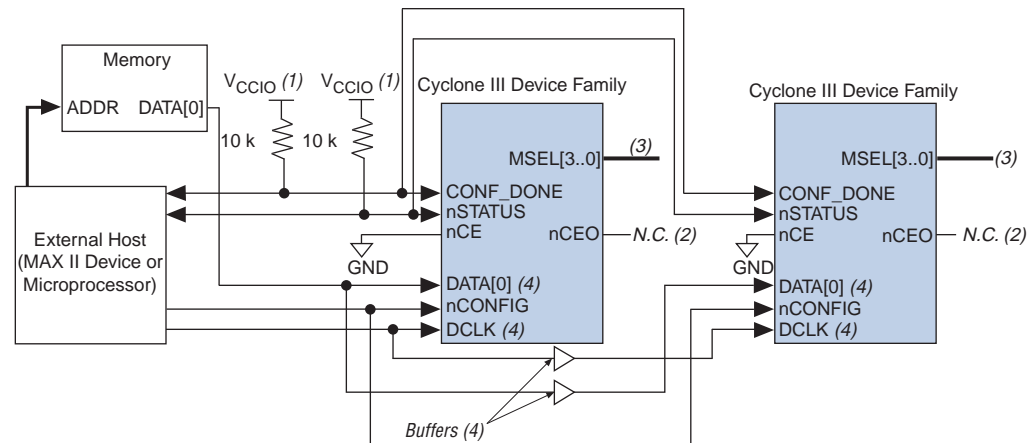 Memory
ADDR DATA[0]
VCCIO (1)
VCCIO (1)
10 k
10 k
Cyclone III Device Family
MSEL[3..0]
(3)
CONF_DONE
nSTATUS
nCE
nCEO
N.C. (2)
GND
DATA[0] (4)
nCONFIG
DCLK (4)
External Host
(MAX II Device or
Microprocessor)
Cyclone III Device Family
MSEL[3..0]
(3)
CONF_DONE
nSTATUS
nCE
nCEO
N.C. (2)
GND
DATA[0] (4)
nCONFIG
DCLK (4)
Buffers (4)